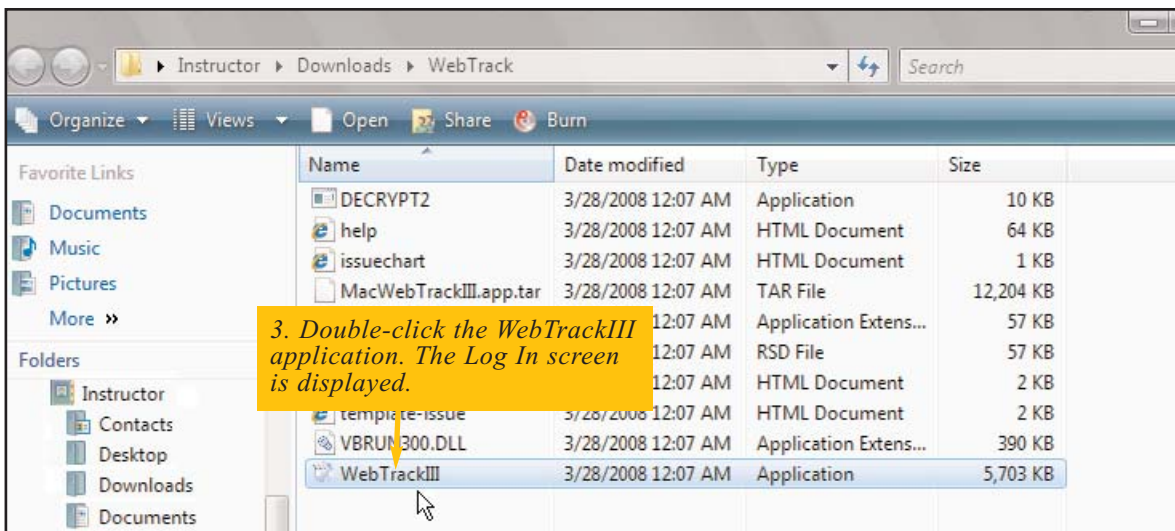 Instructor Downloads WebTrack Search
Organize Views Open Share Burn
Favorite Links
Documents
Music
Pictures
More »
Folders
Instructor
Contacts
Desktop
Downloads
Documents
Name Date modified Type Size
DECRYPT2 3/28/2008 12:07 AM Application 10 KB
help 3/28/2008 12:07 AM HTML Document 64 KB
issuechart 3/28/2008 12:07 AM HTML Document 1 KB
MacWebTrackIII.app.tar 3/28/2008 12:07 AM TAR File 12,204 KB
12:07 AM Application Extens... 57 KB
12:07 AM RSD File 57 KB
12:07 AM HTML Document 2 KB
template-issue 3/28/2008 12:07 AM HTML Document 2 KB
VBRUN300.DLL 3/28/2008 12:07 AM Application Extens... 390 KB
WebTrackIII 3/28/2008 12:07 AM Application 5,703 KB
3. Double-click the WebTrackIII
application. The Log In screen
is displayed.